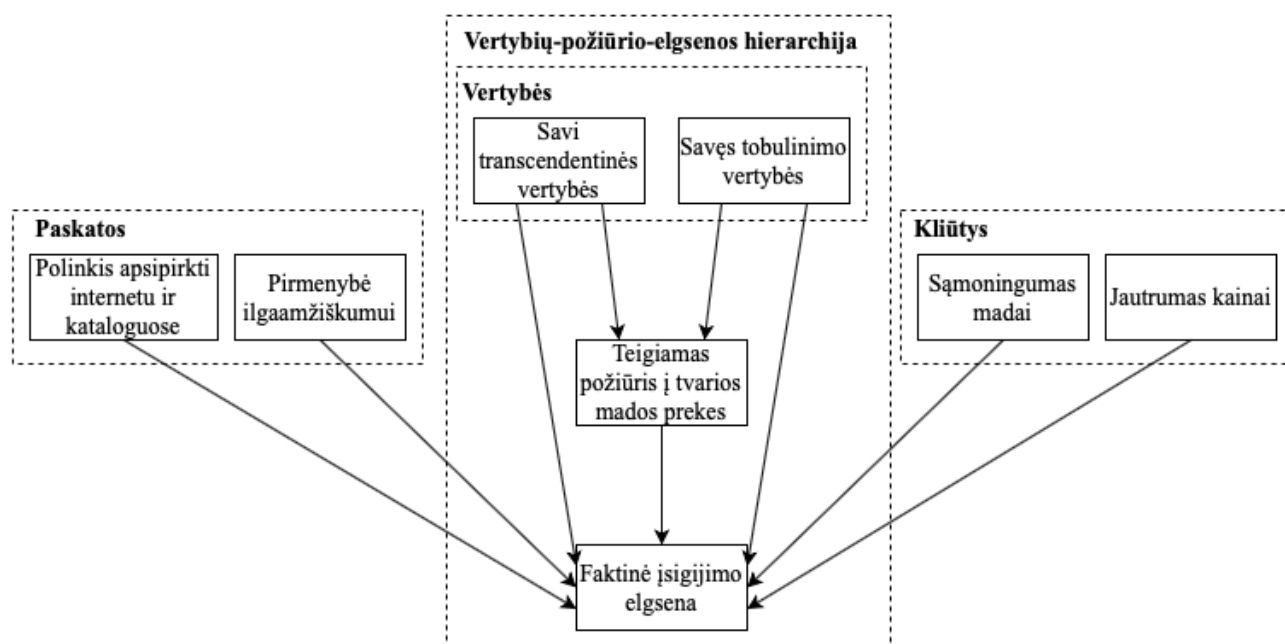 Vertybių-požiūrio-elgsenos hierarchija
Vertybės
Savi
transcendentinės
vertybės
Savęs tobulinimo
vertybės
Paskatos
Polinkis apsipirkti
internetu ir
kataloguose
Pirmenybė
ilgaamžiškumui
Kliūtys
Sąmoningumas
madai
Jautrumas kainai
Teigiamas
požiūris į tvarios
mados prekes
Faktinė įsigijimo
elgsena